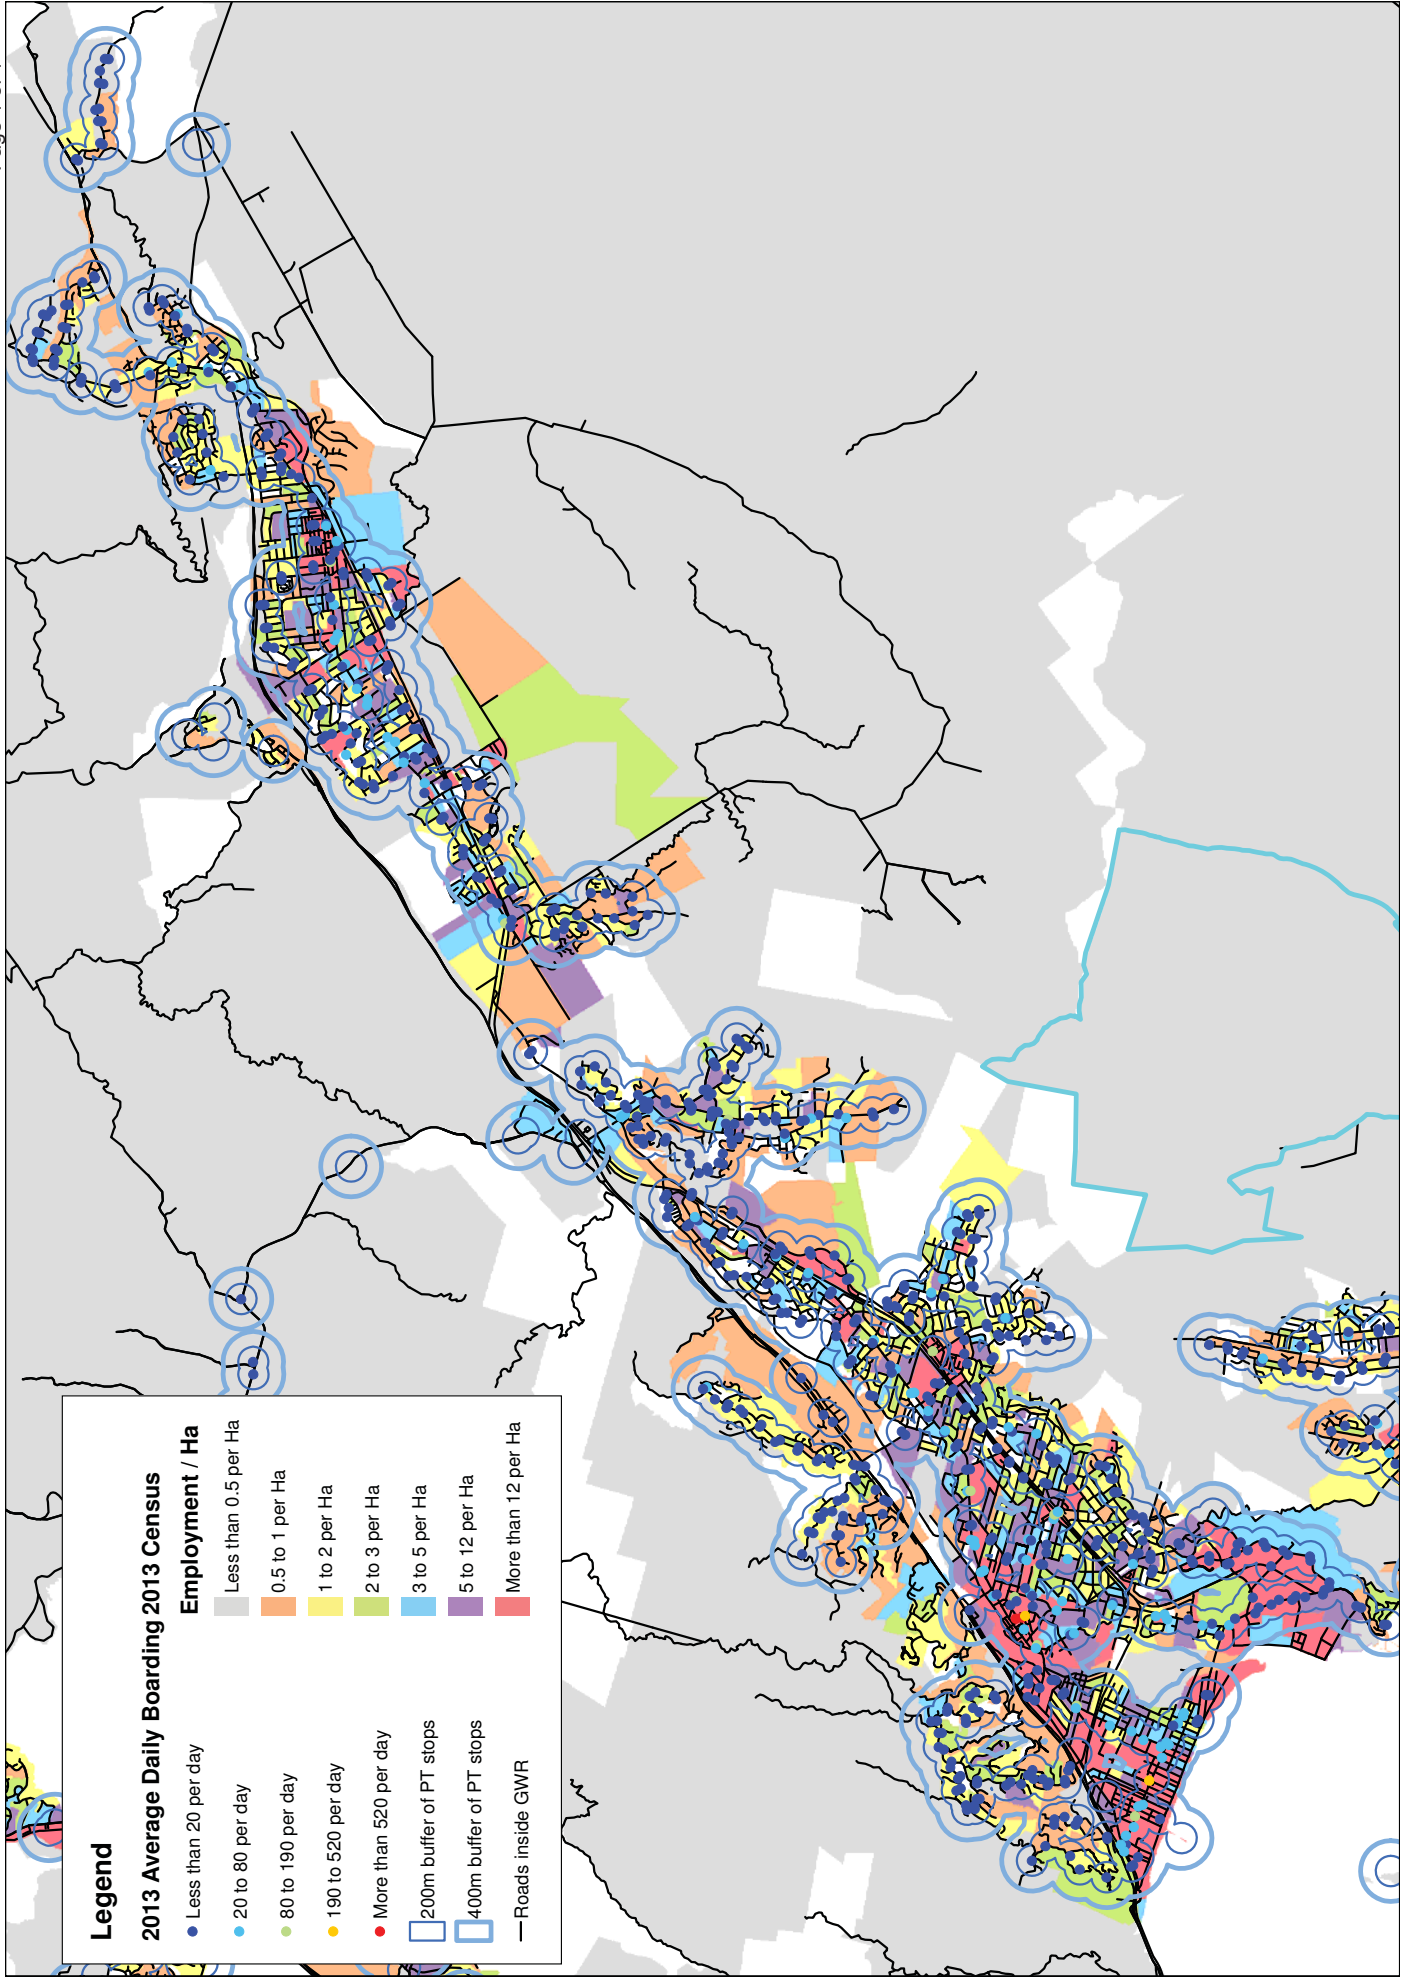 Legend
2013 Average Daily Boarding 2013 Census
Less than 20 per day
20 to 80 per day
80 to 190 per day
190 to 520 per day
More than 520 per day
200m buffer of PT stops
400m buffer of PT stops
Roads inside GWR
Employment / Ha
Less than 0.5 per Ha
0.5 to 1 per Ha
1 to 2 per Ha
2 to 3 per Ha
3 to 5 per Ha
5 to 12 per Ha
More than 12 per Ha